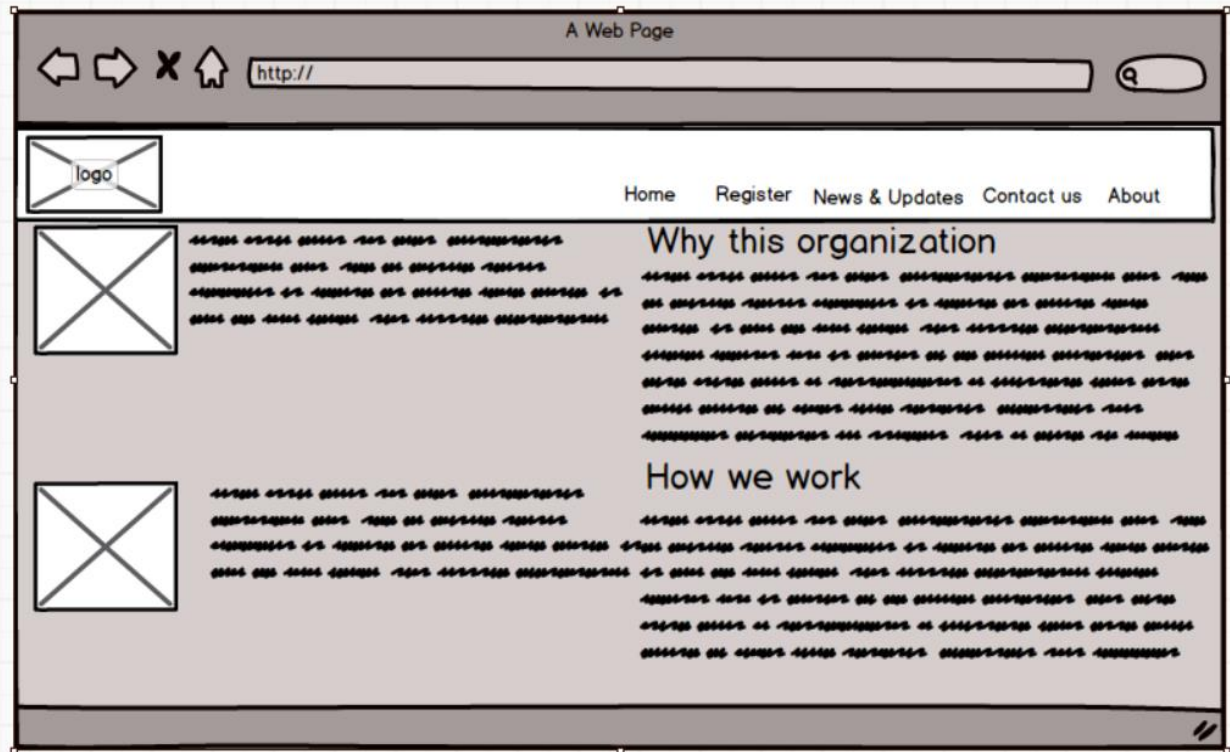 A Web Page
http://
logo
Home Register News & Updates Contact us About
Why this organization
How we work